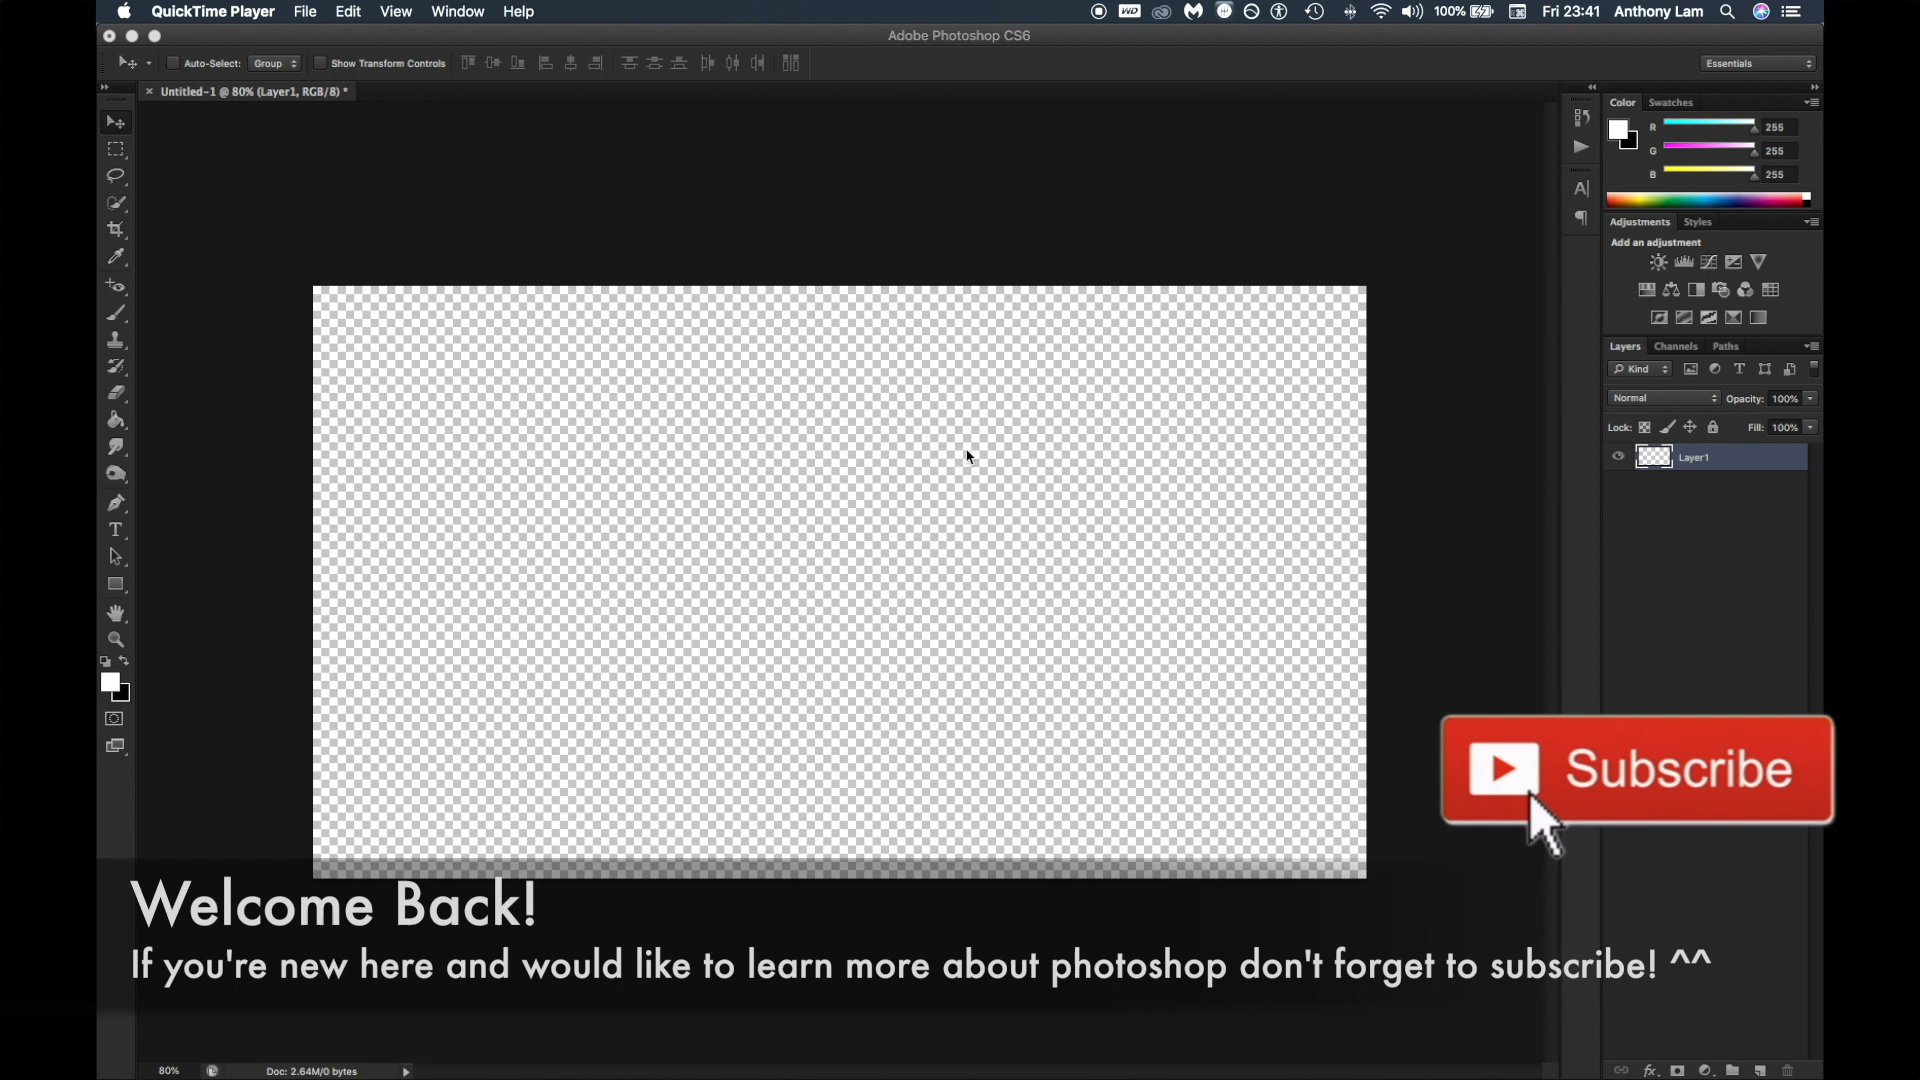 QuickTime Player File Edit View Window Help
WD 100% Fri 23:41 Anthony Lam
Adobe Photoshop CS6
Auto-Select: Group Show Transform Controls
Essentials
× Untitled-1 @ 80% (Layer1, RGB/8) *
Color Swatches
R 255
G 255
B 255
Adjustments Styles
Add an adjustment
Layers Channels Paths
Kind
Normal Opacity: 100%
Lock: Fill: 100%
Layer1
Subscribe
Welcome Back!
If you're new here and would like to learn more about photoshop don't forget to subscribe! ^^
80% Doc: 2.64M/0 bytes
fx